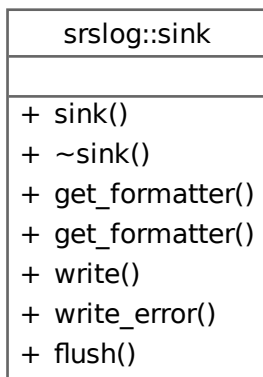 srslog::sink
+ sink()
+ ~sink()
+ get_formatter()
+ get_formatter()
+ write()
+ write_error()
+ flush()